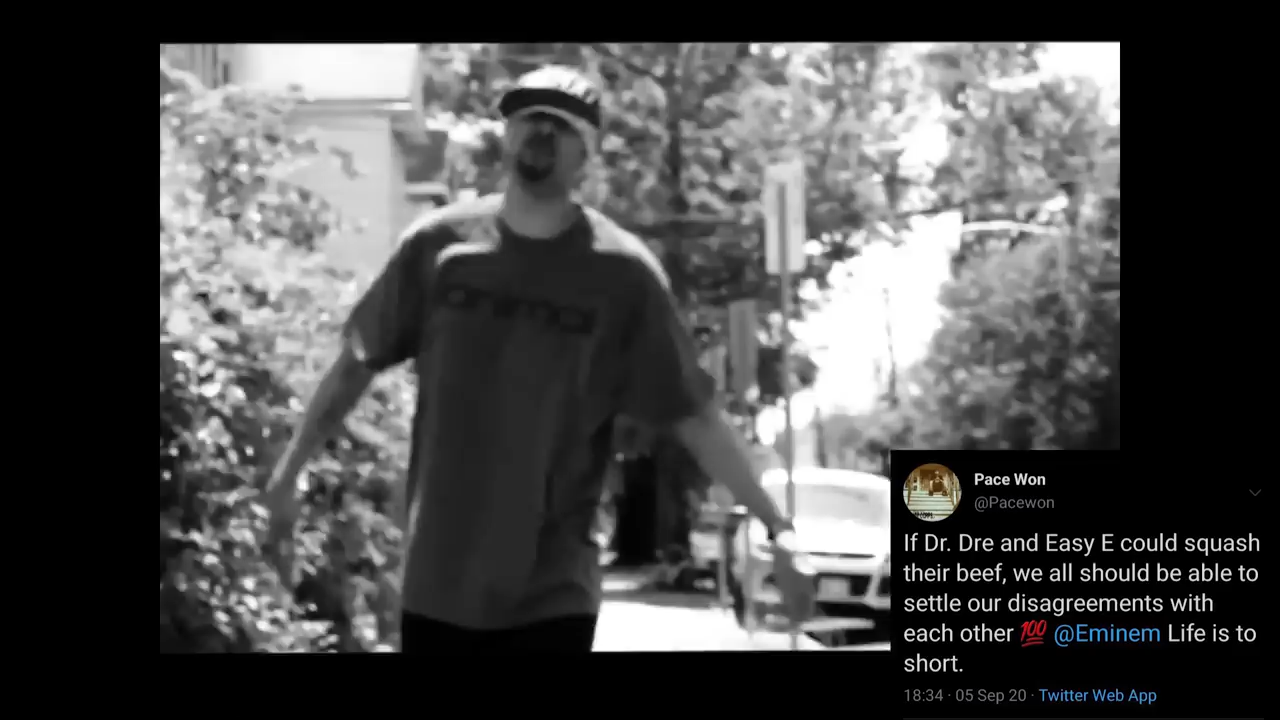 animal
Pace Won
@Pacewon
If Dr. Dre and Easy E could squash
their beef, we all should be able to
settle our disagreements with
each other 💯 @Eminem Life is to
short.
18:34 · 05 Sep 20 · Twitter Web App